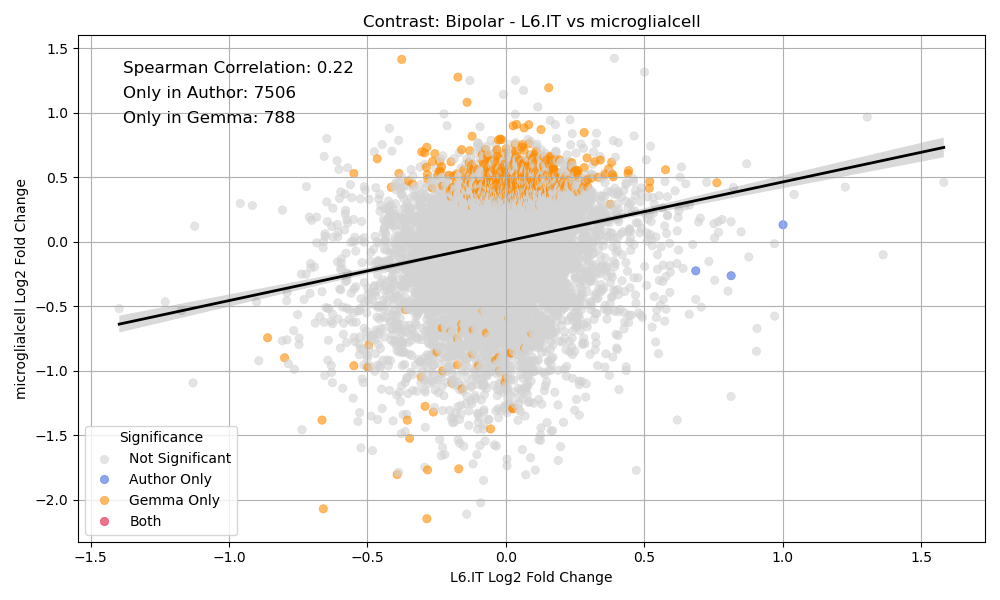 Contrast: Bipolar - L6.IT vs microglialcell
Spearman Correlation: 0.22
Only in Author: 7506
Only in Gemma: 788
1.5
1.0
0.5
0.0
−0.5
−1.0
−1.5
−2.0
microglialcell Log2 Fold Change
Significance
Not Significant
Author Only
Gemma Only
Both
−1.5 −1.0 −0.5 0.0 0.5 1.0 1.5
L6.IT Log2 Fold Change